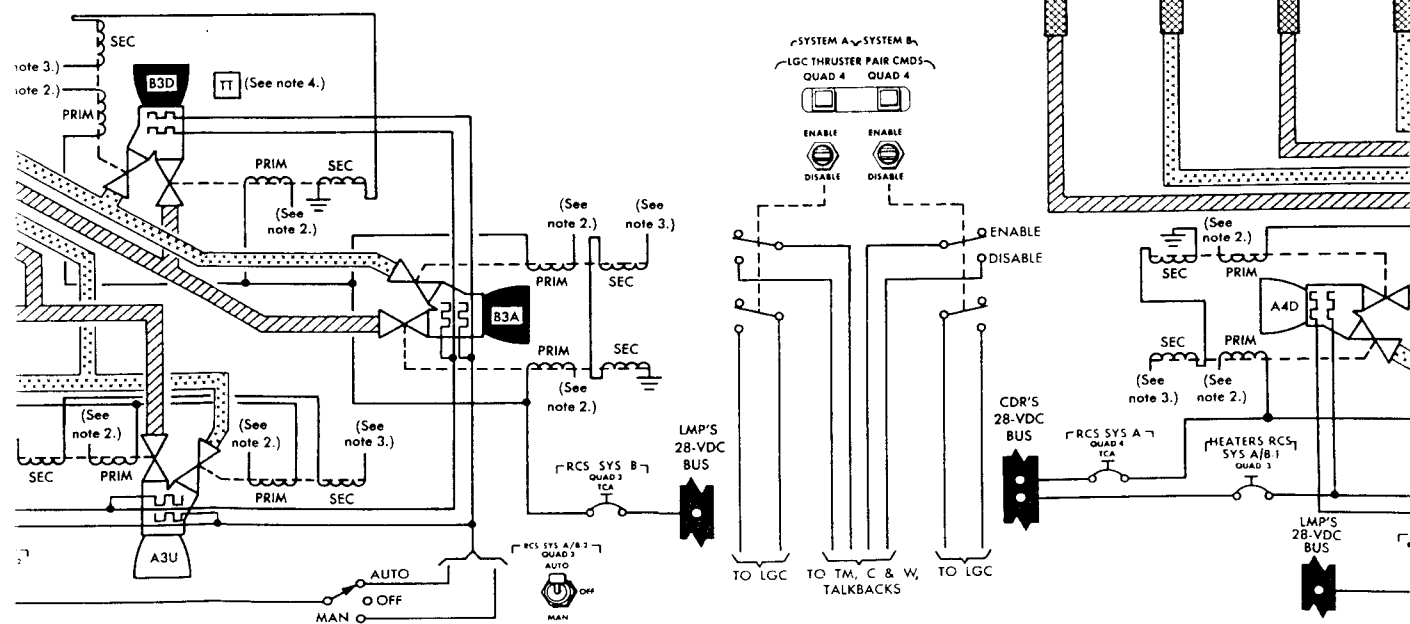 SEC
note 3.)
note 2.)
PRIM
B3D
TT (See note 4.)
PRIM
SEC
(See
note 2.)
(See
note 2.)
(See
note 3.)
PRIM
SEC
B3A
PRIM
SEC
(See
note 2.)
(See
note 2.)
(See
note 2.)
(See
note 3.)
SEC
PRIM
PRIM
SEC
A3U
RCS SYS B
QUAD 3
TCA
LMP'S
28-VDC
BUS
AUTO
OFF
MAN
RCS SYS A/B-2
QUAD 3
AUTO
OFF
MAN
SYSTEM A SYSTEM B
LGC THRUSTER PAIR CMDS
QUAD 4 QUAD 4
ENABLE ENABLE
DISABLE DISABLE
ENABLE
DISABLE
TO LGC
TO TM, C & W,
TALKBACKS
TO LGC
(See
note 2.)
SEC
PRIM
A4D
SEC
PRIM
(See
note 3.)
(See
note 2.)
CDR'S
28-VDC
BUS
RCS SYS A
QUAD 4
TCA
HEATERS RCS
SYS A/B-1
QUAD 3
LMP'S
28-VDC
BUS